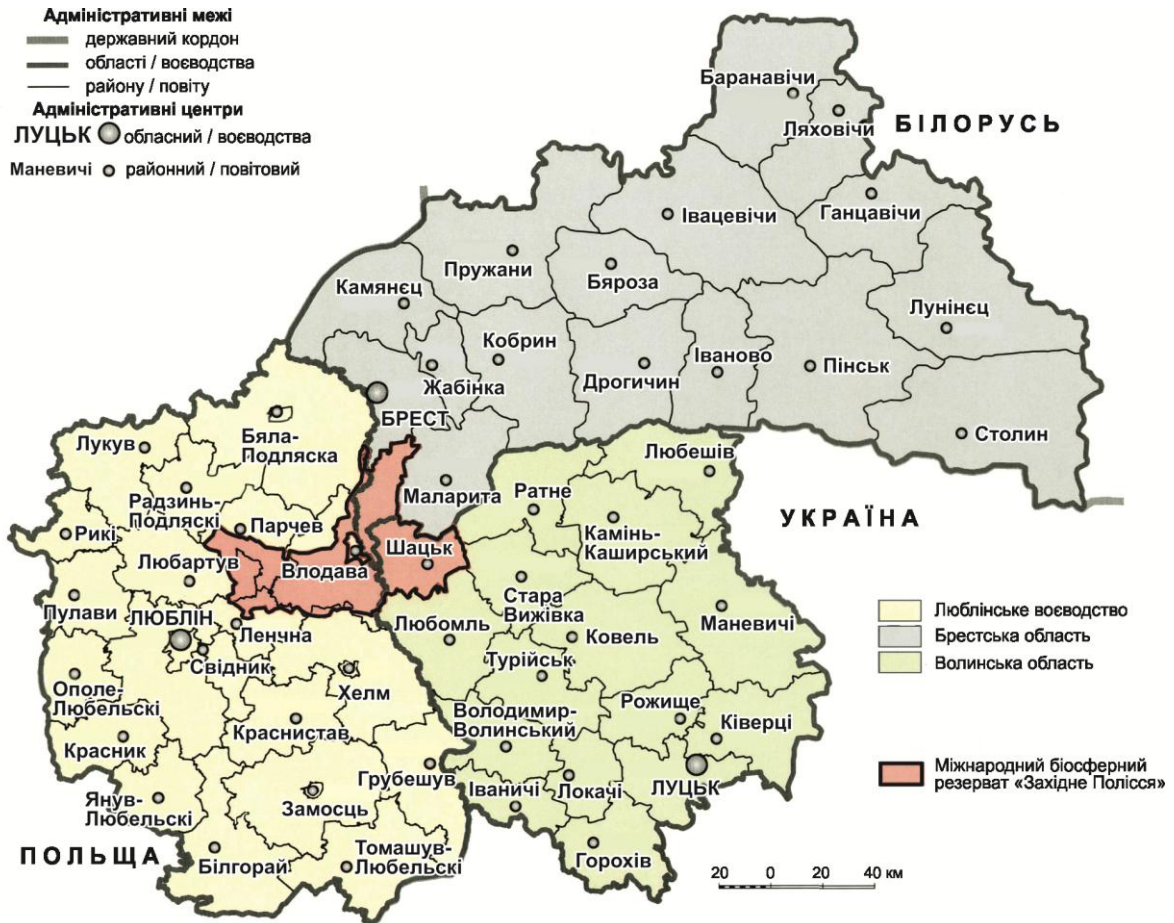 Адміністративні межі
державний кордон
області / воєводства
району / повіту
Адміністративні центри
ЛУЦЬК обласний / воєводства
Маневичі районний / повітовий
Баранавічи
Ляховічи
БІЛОРУСЬ
Івацевічи
Ганцавічи
Пружани
Бяроза
Камянєц
Лунінєц
Кобрин
Жабінка
Дрогичин
Іваново
Пінськ
БРЕСТ
Столин
Лукув
Бяла-
Подляска
Маларита
Любешів
Радзинь-
Подляскі
Ратне
УКРАЇНА
Рикі
Парчев
Камінь-
Каширський
Шацьк
Любартув
Влодава
Пулави
Стара
Вижівка
Маневичі
ЛЮБЛІН
Ленчна
Любомль
Ковель
Свідник
Турійськ
Хелм
Ополе-
Любельскі
Рожище
Володимир-
Волинський
Ківерці
Краснистав
Красник
Грубешув
ЛУЦЬК
Іваничі
Локачі
Янув-
Любельскі
Замосць
ПОЛЬЩА
Білгорай
Томашув-
Любельскі
Горохів
Люблінське воєводство
Брестська область
Волинська область
Міжнародний біосферний
резерват «Західне Полісся»
20 0 20 40 км